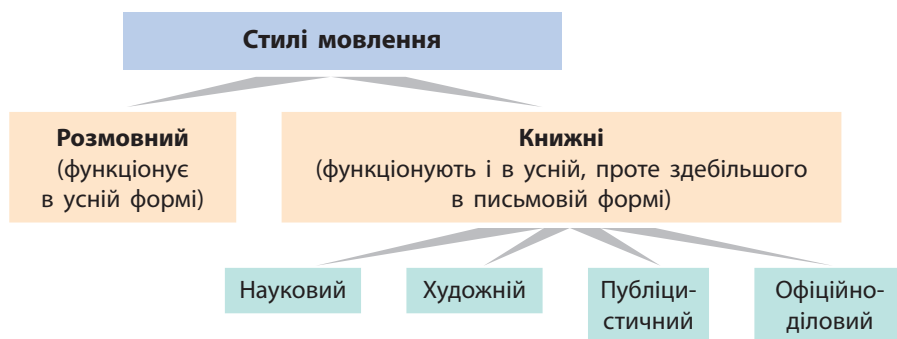 Стилі мовлення
Розмовний
(функціонує
в усній формі)
Книжні
(функціонують і в усній, проте здебільшого
в письмовій формі)
Науковий
Художній
Публіци-
стичний
Офіційно-
діловий